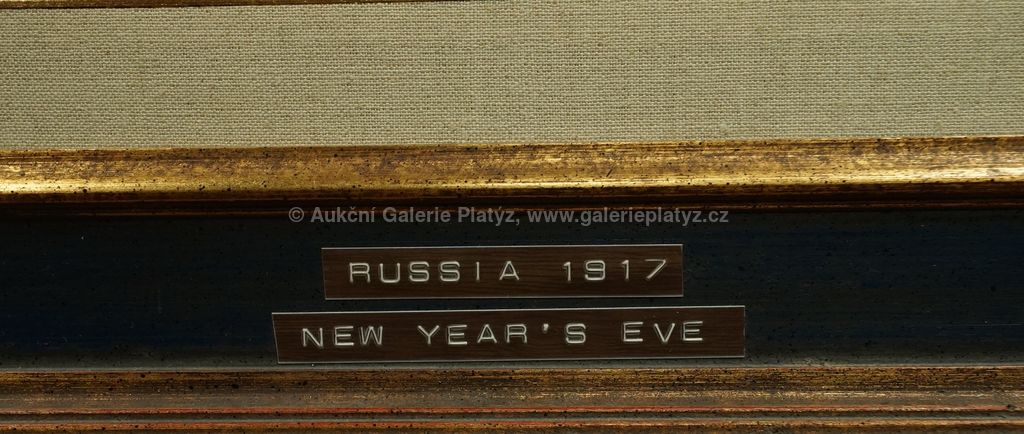 © Aukční Galerie Platýz, www.galerieplatyz.cz
RUSSIA 1917
NEW YEAR'S EVE